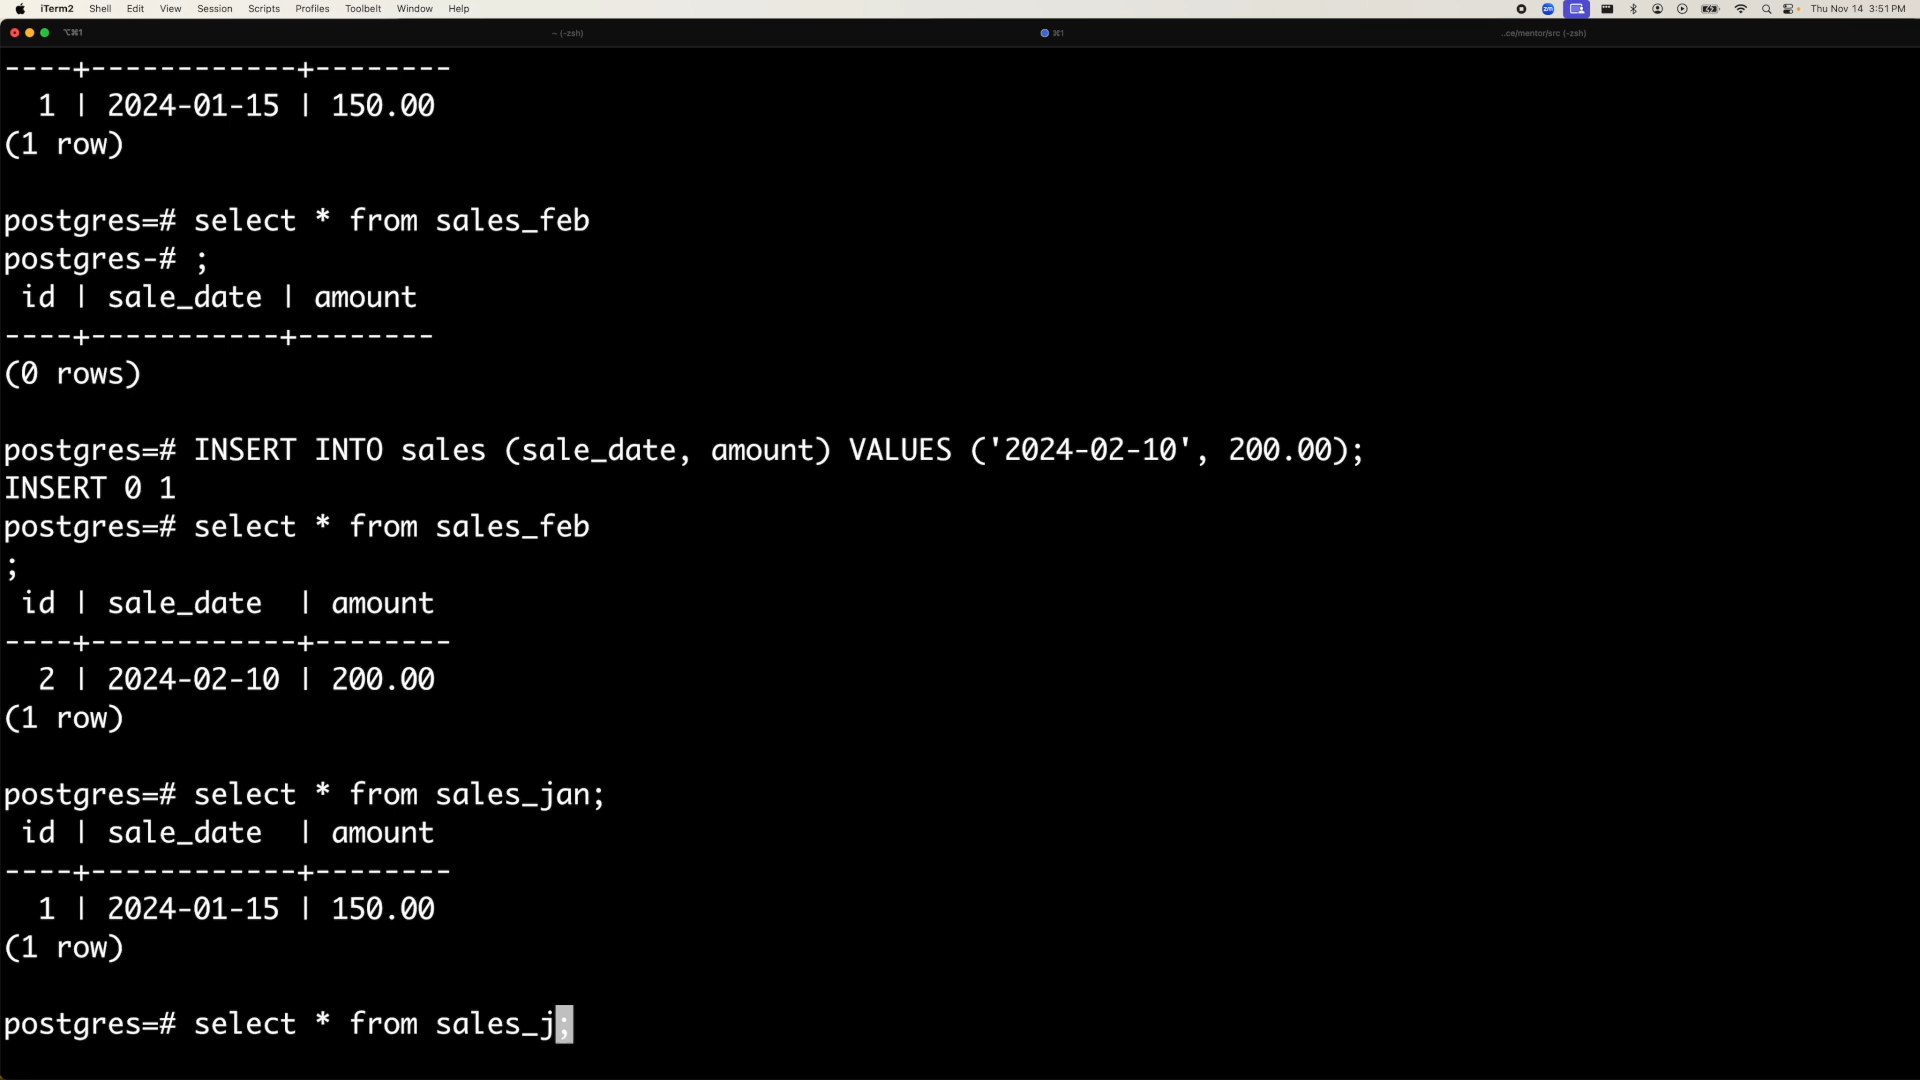 iTerm2 Shell Edit View Session Scripts Profiles Toolbelt Window Help zm Thu Nov 14 3:51 PM
⌥⌘1 ~ (-zsh) ⌘1 ..ce/mentor/src (-zsh)
----+------------+--------
  1 | 2024-01-15 | 150.00
(1 row)
postgres=# select * from sales_feb
postgres-# ;
 id | sale_date | amount
----+-----------+--------
(0 rows)
postgres=# INSERT INTO sales (sale_date, amount) VALUES ('2024-02-10', 200.00);
INSERT 0 1
postgres=# select * from sales_feb
;
 id | sale_date  | amount
----+------------+--------
  2 | 2024-02-10 | 200.00
(1 row)
postgres=# select * from sales_jan;
 id | sale_date  | amount
----+------------+--------
  1 | 2024-01-15 | 150.00
(1 row)
postgres=# select * from sales_j;